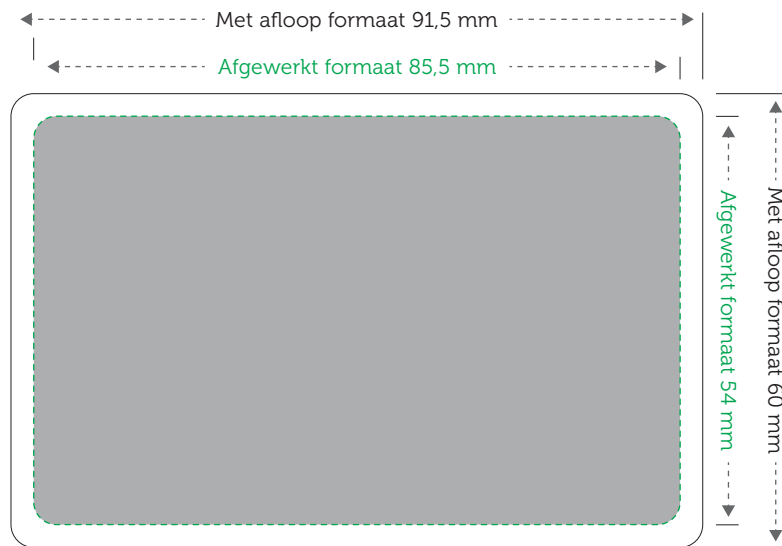 Met afloop formaat 91,5 mm
Afgewerkt formaat 85,5 mm
Afgewerkt formaat 54 mm
Met afloop formaat 60 mm